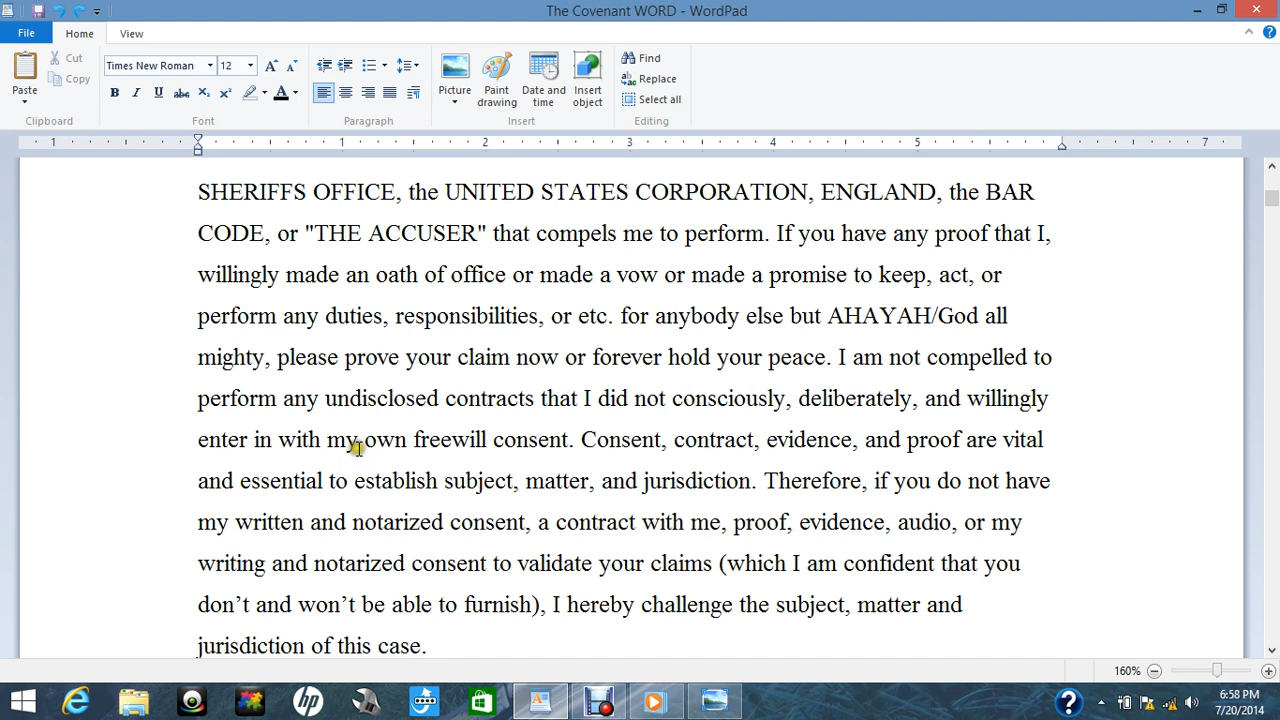 The Covenant WORD - WordPad
File Home View
Paste
Cut
Copy
Clipboard
Times New Roman 12
Font
Paragraph
Picture
Paint drawing
Date and time
Insert object
Insert
Find
Replace
Select all
Editing
1 1 2 3 4 5 7
SHERIFFS OFFICE, the UNITED STATES CORPORATION, ENGLAND, the BAR
CODE, or "THE ACCUSER" that compels me to perform. If you have any proof that I,
willingly made an oath of office or made a vow or made a promise to keep, act, or
perform any duties, responsibilities, or etc. for anybody else but AHAYAH/God all
mighty, please prove your claim now or forever hold your peace. I am not compelled to
perform any undisclosed contracts that I did not consciously, deliberately, and willingly
enter in with my own freewill consent. Consent, contract, evidence, and proof are vital
and essential to establish subject, matter, and jurisdiction. Therefore, if you do not have
my written and notarized consent, a contract with me, proof, evidence, audio, or my
writing and notarized consent to validate your claims (which I am confident that you
don’t and won’t be able to furnish), I hereby challenge the subject, matter and
jurisdiction of this case.
160%
6:58 PM
7/20/2014